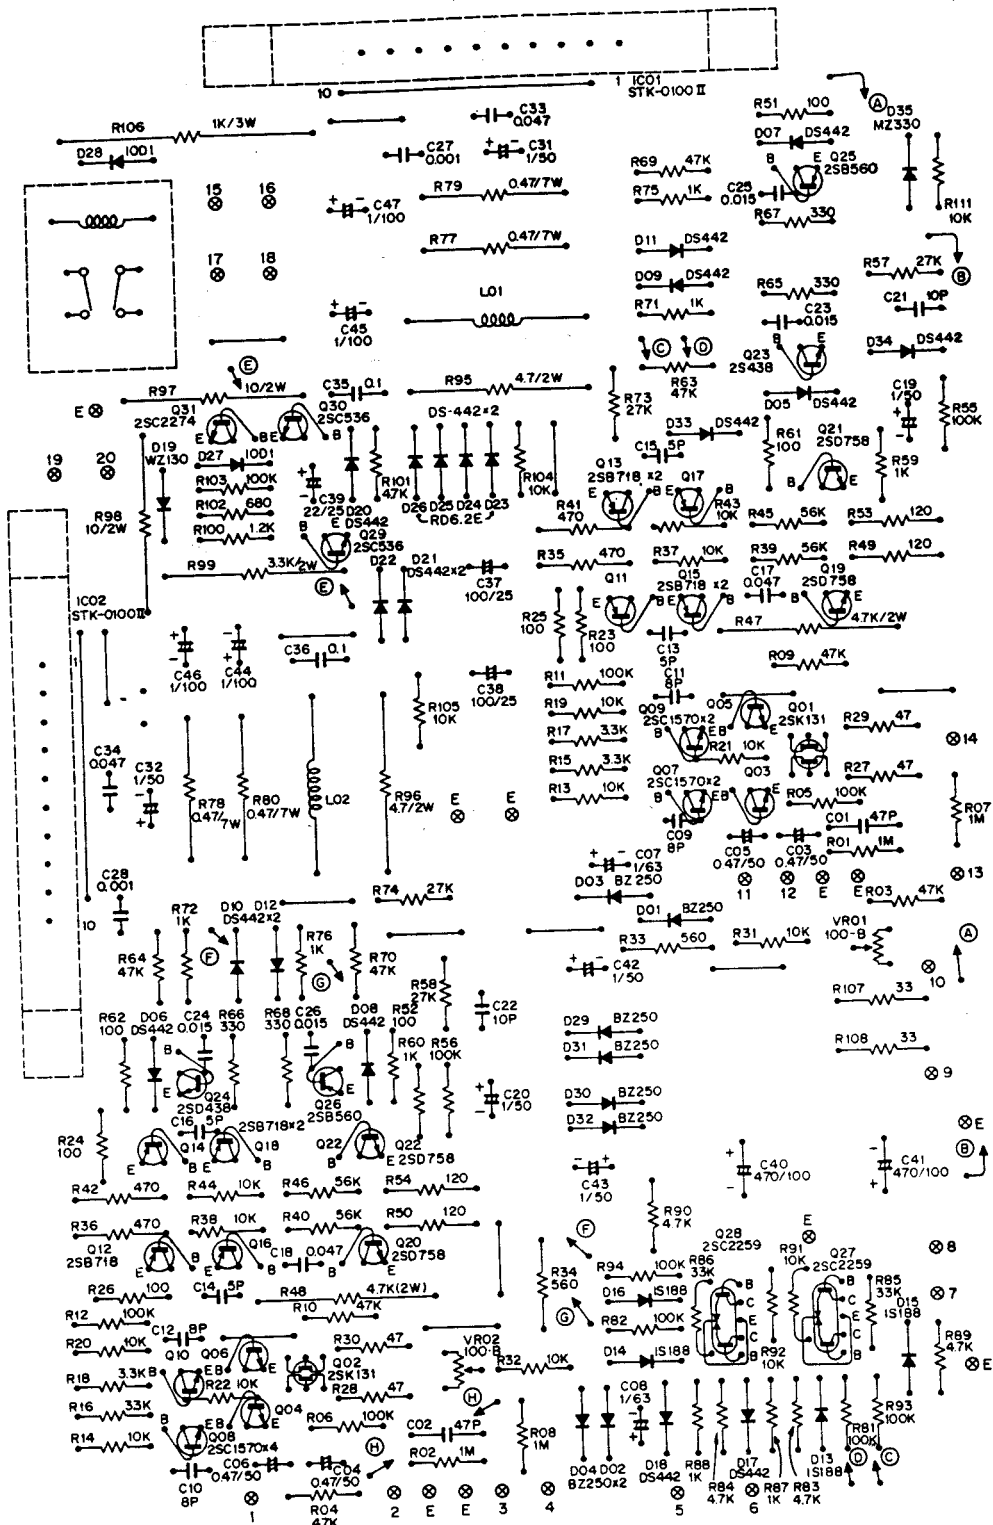 10
1 IC01
STK-0100 II
R106
1K/3W
D28
10D1
C33
0.047
C27
0.001
C31
1/50
R51
100
A
D35
MZ330
D07
DS442
B
E
Q25
2SB560
R69
47K
R75
1K
C25
0.015
R67
330
R111
10K
15
16
R79
0.47/7W
C47
1/100
R77
0.47/7W
D11
DS442
17
18
D09
DS442
R57
27K
B
R71
1K
R65
330
C21
10P
L01
C23
0.015
C45
1/100
C
D
Q23
2S438
B
E
D34
DS442
E
R97
10/2W
C35
0.1
R95
4.7/2W
R63
47K
R73
27K
D05
DS442
C19
1/50
R55
100K
E
Q31
2SC2274
Q30
2SC536
DS-442×2
D33
DS442
R61
100
Q21
2SD758
R59
1K
D19
WZ130
D27
10D1
C15
5P
19
20
R103
100K
Q13
2SB718 ×2
Q17
R98
10/2W
R102
680
C39
22/25
D20
DS442
R101
47K
D26
D25
D24
D23
RD6.2E
R104
10K
R41
470
R43
10K
R45
56K
R53
120
R100
1.2K
Q29
2SC536
R99
3.3K/2W
D22
D21
DS442×2
R35
470
R37
10K
R39
56K
R49
120
C37
100/25
Q11
Q15
2SB718 ×2
C17
0.047
Q19
2SD758
IC02
STK-0100II
1
E
R25
100
R23
100
R47
4.7K/2W
C46
1/100
C44
1/100
C36
0.1
C13
5P
R09
47K
C38
100/25
R11
100K
C11
8P
R105
10K
R19
10K
Q09
2SC1570×2
Q05
Q01
2SK131
R29
47
R17
3.3K
R21
10K
14
C34
0.047
C32
1/50
R15
3.3K
Q07
2SC1570×2
Q03
R27
47
R13
10K
R05
100K
R07
1M
R78
0.47/7W
R80
0.47/7W
L02
R96
4.7/2W
E
E
C09
8P
C05
0.47/50
C03
0.47/50
C01
47P
R01
1M
C28
0.001
C07
1/63
D03
BZ250
11
12
E
E
13
R74
27K
R03
47K
10
R72
1K
D10
D12
DS442×2
D01
BZ250
VR01
100-B
A
R64
47K
F
R76
1K
G
R70
47K
R33
560
R31
10K
C42
1/50
10
R58
27K
C22
10P
R107
33
R62
100
D06
DS442
C24
0.015
R66
330
R68
330
C26
0.015
D08
DS442
R52
100
R60
1K
R56
100K
D29
BZ250
D31
BZ250
R108
33
9
Q24
2SD438
Q26
2SB560
C20
1/50
D30
BZ250
D32
BZ250
E
C16
5P
2SB718×2
R24
100
Q14
Q18
Q22
Q22
2SD758
C40
470/100
C41
470/100
B
C43
1/50
R42
470
R44
10K
R46
56K
R54
120
R90
4.7K
R36
470
R38
10K
R40
56K
R50
120
F
Q28
2SC2259
E
8
Q12
2SB718
Q16
C18
0.047
Q20
2SD758
R34
560
R94
100K
R86
33K
R91
10K
Q27
2SC2259
R85
33K
D15
1S188
7
R26
100
C14
5P
R48
4.7K(2W)
D16
1S188
R12
100K
R10
47K
G
R82
100K
R20
10K
C12
8P
Q06
R30
47
VR02
100-B
R92
10K
R89
4.7K
E
Q10
Q02
2SK131
R32
10K
D14
1S188
R18
3.3K
R22
10K
R28
47
H
C08
1/63
R16
33K
Q04
R06
100K
C02
47P
R08
1M
R93
100K
R81
100K
R14
10K
Q08
2SC1570×4
H
R02
1M
D04
D02
BZ250×2
D18
DS442
R88
1K
D17
DS442
D13
1S188
D
C
C10
8P
C06
0.47/50
C04
0.47/50
R84
4.7K
R87
1K
R83
4.7K
1
R04
47K
2
E
E
3
4
5
6